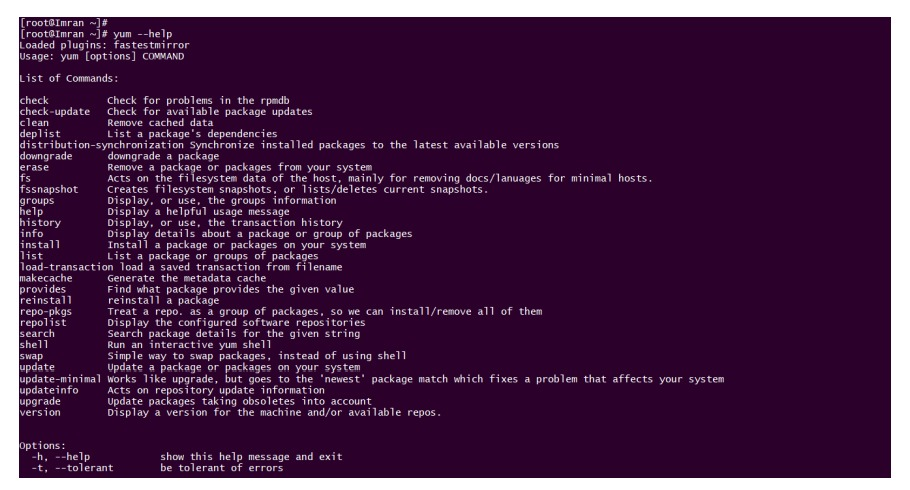 [root@Imran ~]#
[root@Imran ~]# yum --help
Loaded plugins: fastestmirror
Usage: yum [options] COMMAND
List of Commands:
check Check for problems in the rpmdb
check-update Check for available package updates
clean Remove cached data
deplist List a package's dependencies
distribution-synchronization Synchronize installed packages to the latest available versions
downgrade downgrade a package
erase Remove a package or packages from your system
fs Acts on the filesystem data of the host, mainly for removing docs/lanuages for minimal hosts.
fssnapshot Creates filesystem snapshots, or lists/deletes current snapshots.
groups Display, or use, the groups information
help Display a helpful usage message
history Display, or use, the transaction history
info Display details about a package or group of packages
install Install a package or packages on your system
list List a package or groups of packages
load-transaction load a saved transaction from filename
makecache Generate the metadata cache
provides Find what package provides the given value
reinstall reinstall a package
repo-pkgs Treat a repo. as a group of packages, so we can install/remove all of them
repolist Display the configured software repositories
search Search package details for the given string
shell Run an interactive yum shell
swap Simple way to swap packages, instead of using shell
update Update a package or packages on your system
update-minimal Works like upgrade, but goes to the 'newest' package match which fixes a problem that affects your system
updateinfo Acts on repository update information
upgrade Update packages taking obsoletes into account
version Display a version for the machine and/or available repos.
Options:
-h, --help show this help message and exit
-t, --tolerant be tolerant of errors